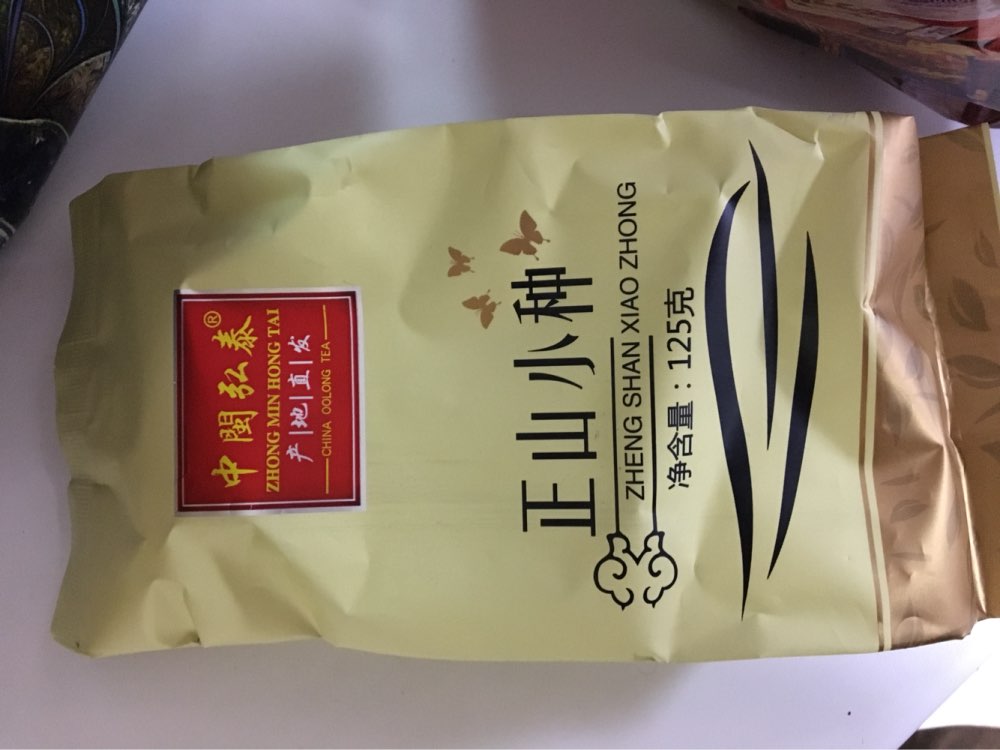 中閩弘泰®
ZHONG MIN HONG TAI
产|地|直|发
CHINA OOLONG TEA
正山小种
ZHENG SHAN XIAO ZHONG
净含量：125克